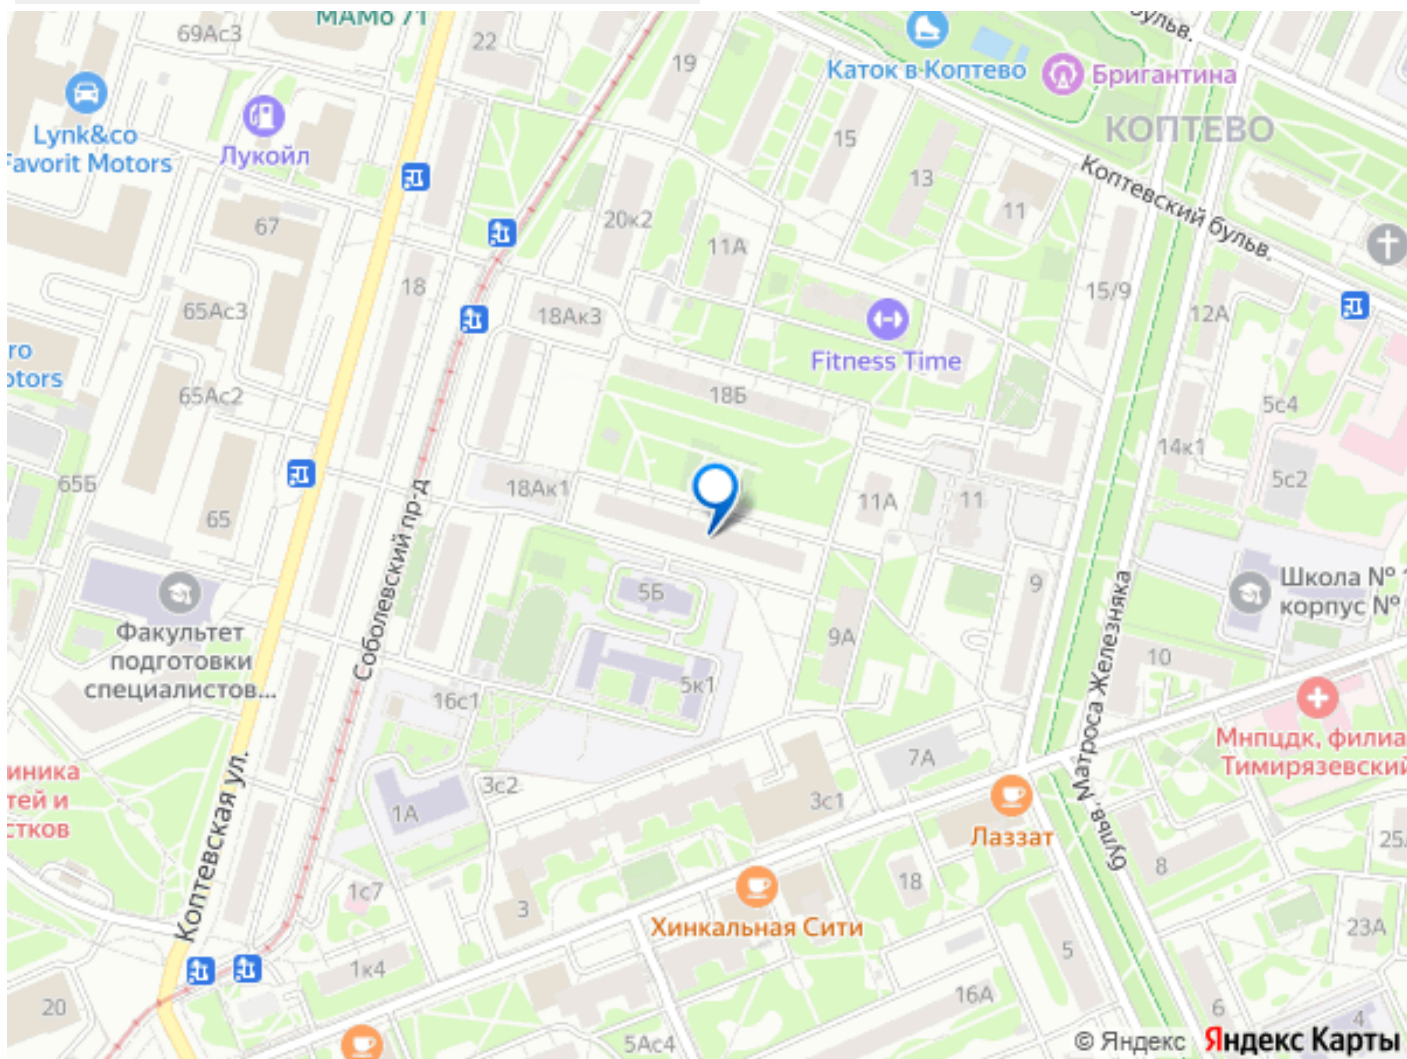 МАМо 71
69Ас3
22
19
бульв.
Каток в Коптево
Бригантина
Lynk&co
Favorit Motors
Лукойл
15
КОПТЕВО
13
11
Коптевский бульв.
67
20к2
11А
18
15/9
12А
65Ас3
18Ак3
Fitness Time
65Ас2
18Б
5с4
14к1
65Б
65
18Ак1
11А
11
5с2
Соболевский пр-д
5Б
9
Школа №
корпус №
Факультет
подготовки
специалистов...
9А
бульв. Матроса Железняка
10
16с1
5к1
Мнпцдк, филиа
Тимирязевский
Коптевская ул.
иника
тей и
стков
7А
3с2
1А
3с1
Лаззат
25
8
18
1с7
3
Хинкальная Сити
23А
1к4
5
20
16А
6
4
5Ас4
© Яндекс Яндекс Карты